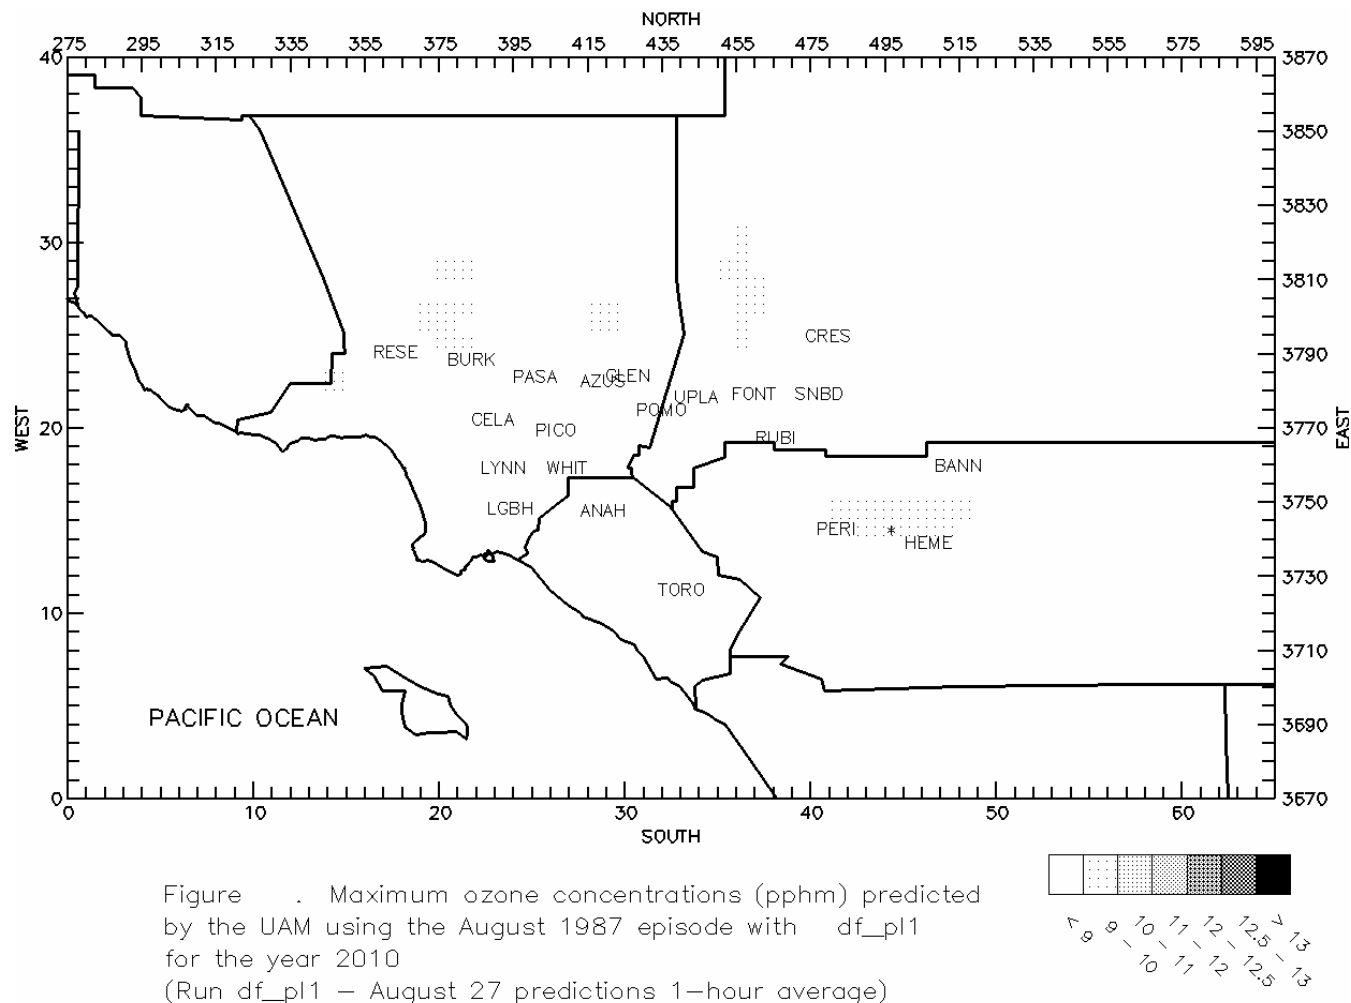 NORTH
275 295 315 335 355 375 395 415 435 455 475 495 515 535 555 575 595
40 3870
3850
30 3830
3810
CRES
RESE BURK 3790
PASA AZUS GLEN
UPLA FONT SNBD
POMO
WEST CELA PICO EAST
20 RUBI 3770
LYNN WHIT BANN
LGBH ANAH 3750
PERI * HEME
TORO 3730
10
3710
PACIFIC OCEAN 3690
0 3670
0 10 20 30 40 50 60
SOUTH
Figure . Maximum ozone concentrations (pphm) predicted
by the UAM using the August 1987 episode with df_pl1
for the year 2010
(Run df_pl1 – August 27 predictions 1-hour average)
< 9
9 - 10
10 - 11
11 - 12
12 - 12.5
12.5 - 13
> 13